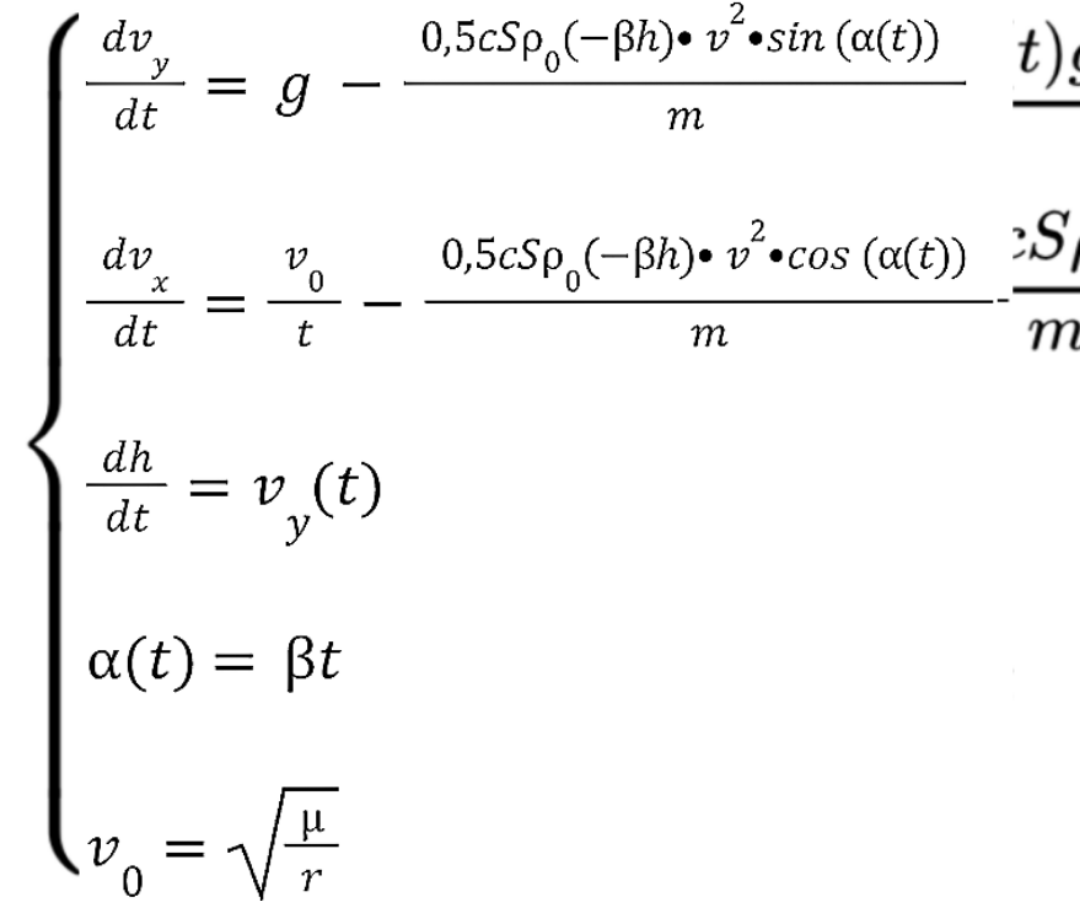 dv_y/dt = g − 0,5cSρ_0(−βh)• v^2•sin (α(t))/m
dv_x/dt = v_0/t − 0,5cSρ_0(−βh)• v^2•cos (α(t))/m
dh/dt = v_y(t)
α(t) = βt
v_0 = √(μ/r)
t)g
cSρ
m